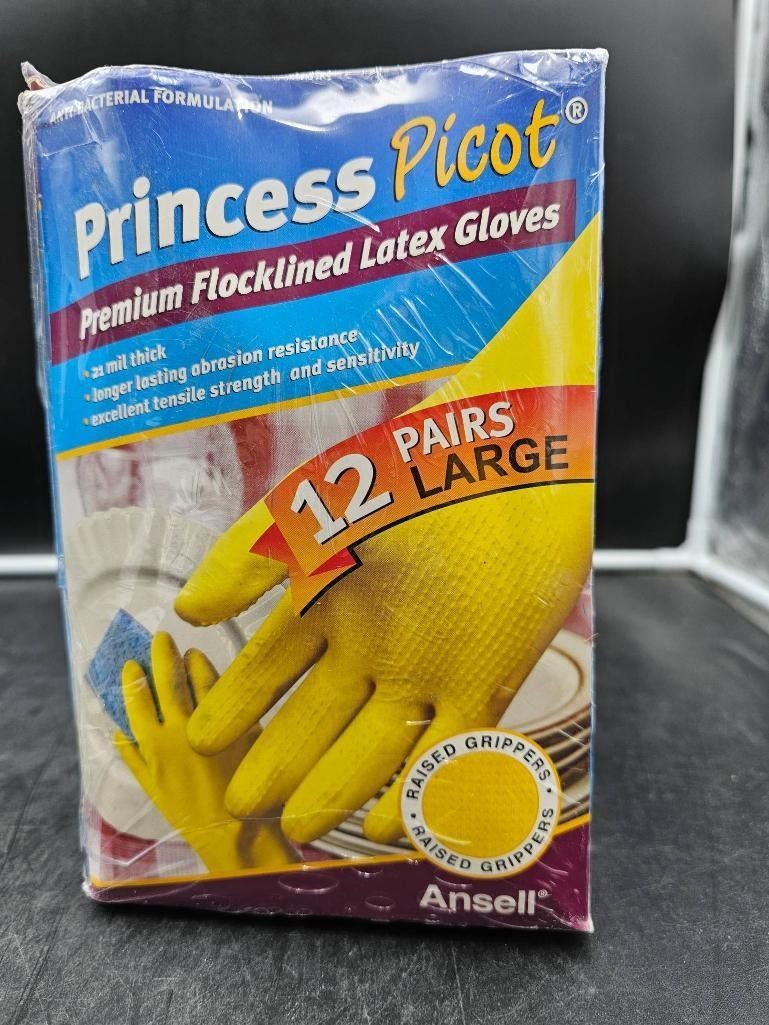 ANTI-BACTERIAL FORMULATION
Princess Picot®
Premium Flocklined Latex Gloves
• 21 mil thick
• longer lasting abrasion resistance
• excellent tensile strength and sensitivity
12 PAIRS
LARGE
• RAISED GRIPPERS •
RAISED GRIPPERS
Ansell®